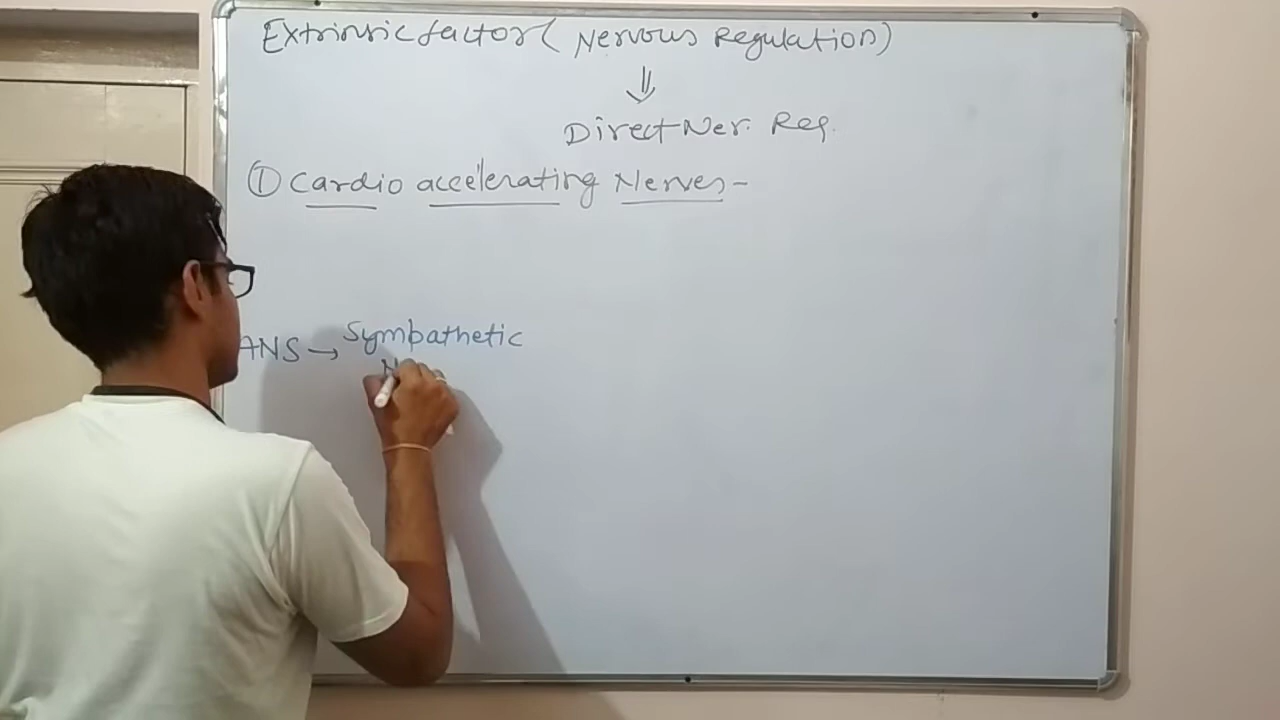 Extrinsic factor ( Nervous Regulation)
⇓
Direct Ner. Reg.
① Cardio accelerating Nerves-
ANS → Sympathetic
N